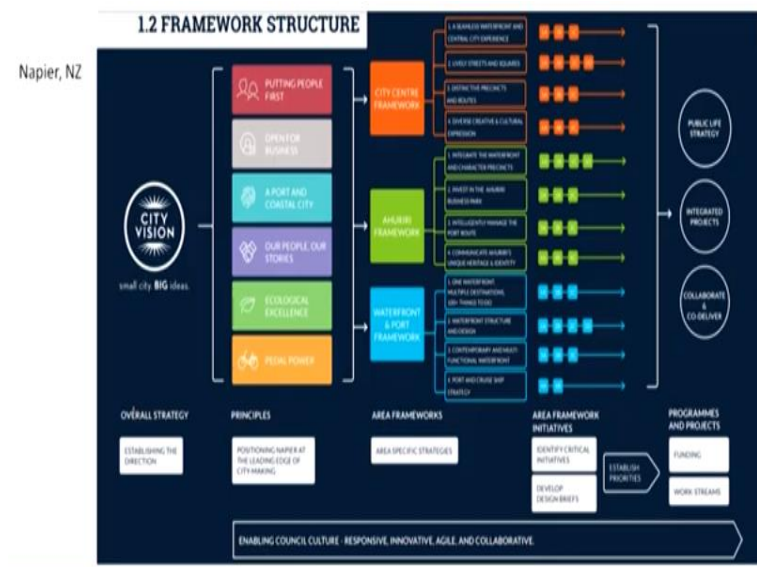 1.2 FRAMEWORK STRUCTURE
Napier, NZ
CITY
VISION
small city. BIG ideas.
PUTTING PEOPLE
FIRST
OPEN FOR
BUSINESS
A PORT AND
COASTAL CITY
OUR PEOPLE, OUR
STORIES
ECOLOGICAL
EXCELLENCE
PEDAL POWER
CITY CENTRE
FRAMEWORK
AHURIRI
FRAMEWORK
WATERFRONT
& PORT
FRAMEWORK
1. A SEAMLESS WATERFRONT AND
CENTRAL CITY EXPERIENCE
2. LIVELY STREETS AND SQUARES
3. DISTINCTIVE PRECINCTS
AND ROUTES
4. DIVERSE CREATIVE & CULTURAL
EXPRESSION
1. INTEGRATE THE WATERFRONT
AND CHARACTER PRECINCTS
2. INVEST IN THE AHURIRI
BUSINESS PARK
3. INTELLIGENTLY MANAGE THE
PORT ROUTE
4. COMMUNICATE AHURIRI'S
UNIQUE HERITAGE & IDENTITY
1. ONE WATERFRONT,
MULTIPLE DESTINATIONS,
100+ THINGS TO DO
2. WATERFRONT STRUCTURE
AND DESIGN
3. CONTEMPORARY AND MULTI
FUNCTIONAL WATERFRONT
4. PORT AND CRUISE SHIP
STRATEGY
PUBLIC LIFE
STRATEGY
INTEGRATED
PROJECTS
COLLABORATE
& CO-DELIVER
OVERALL STRATEGY
ESTABLISHING THE
DIRECTION
PRINCIPLES
POSITIONING NAPIER AT
THE LEADING EDGE OF
CITY-MAKING
AREA FRAMEWORKS
AREA SPECIFIC STRATEGIES
AREA FRAMEWORK
INITIATIVES
IDENTIFY CRITICAL
INITIATIVES
DEVELOP
DESIGN BRIEFS
ESTABLISH
PRIORITIES
PROGRAMMES
AND PROJECTS
FUNDING
WORK STREAMS
ENABLING COUNCIL CULTURE - RESPONSIVE, INNOVATIVE, AGILE, AND COLLABORATIVE.